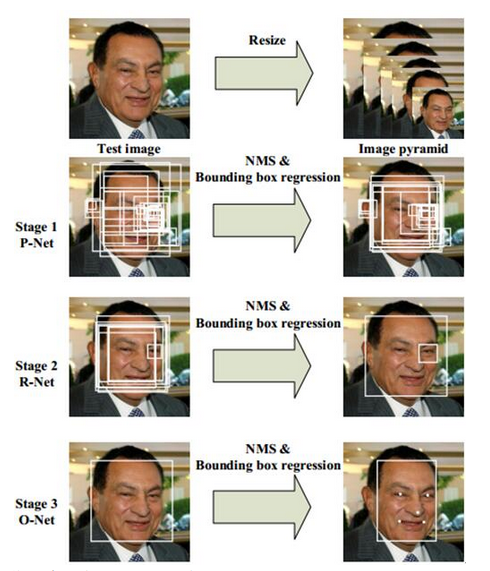 Resize
Test image
Image pyramid
NMS &
Bounding box regression
Stage 1
P-Net
NMS &
Bounding box regression
Stage 2
R-Net
NMS &
Bounding box regression
Stage 3
O-Net